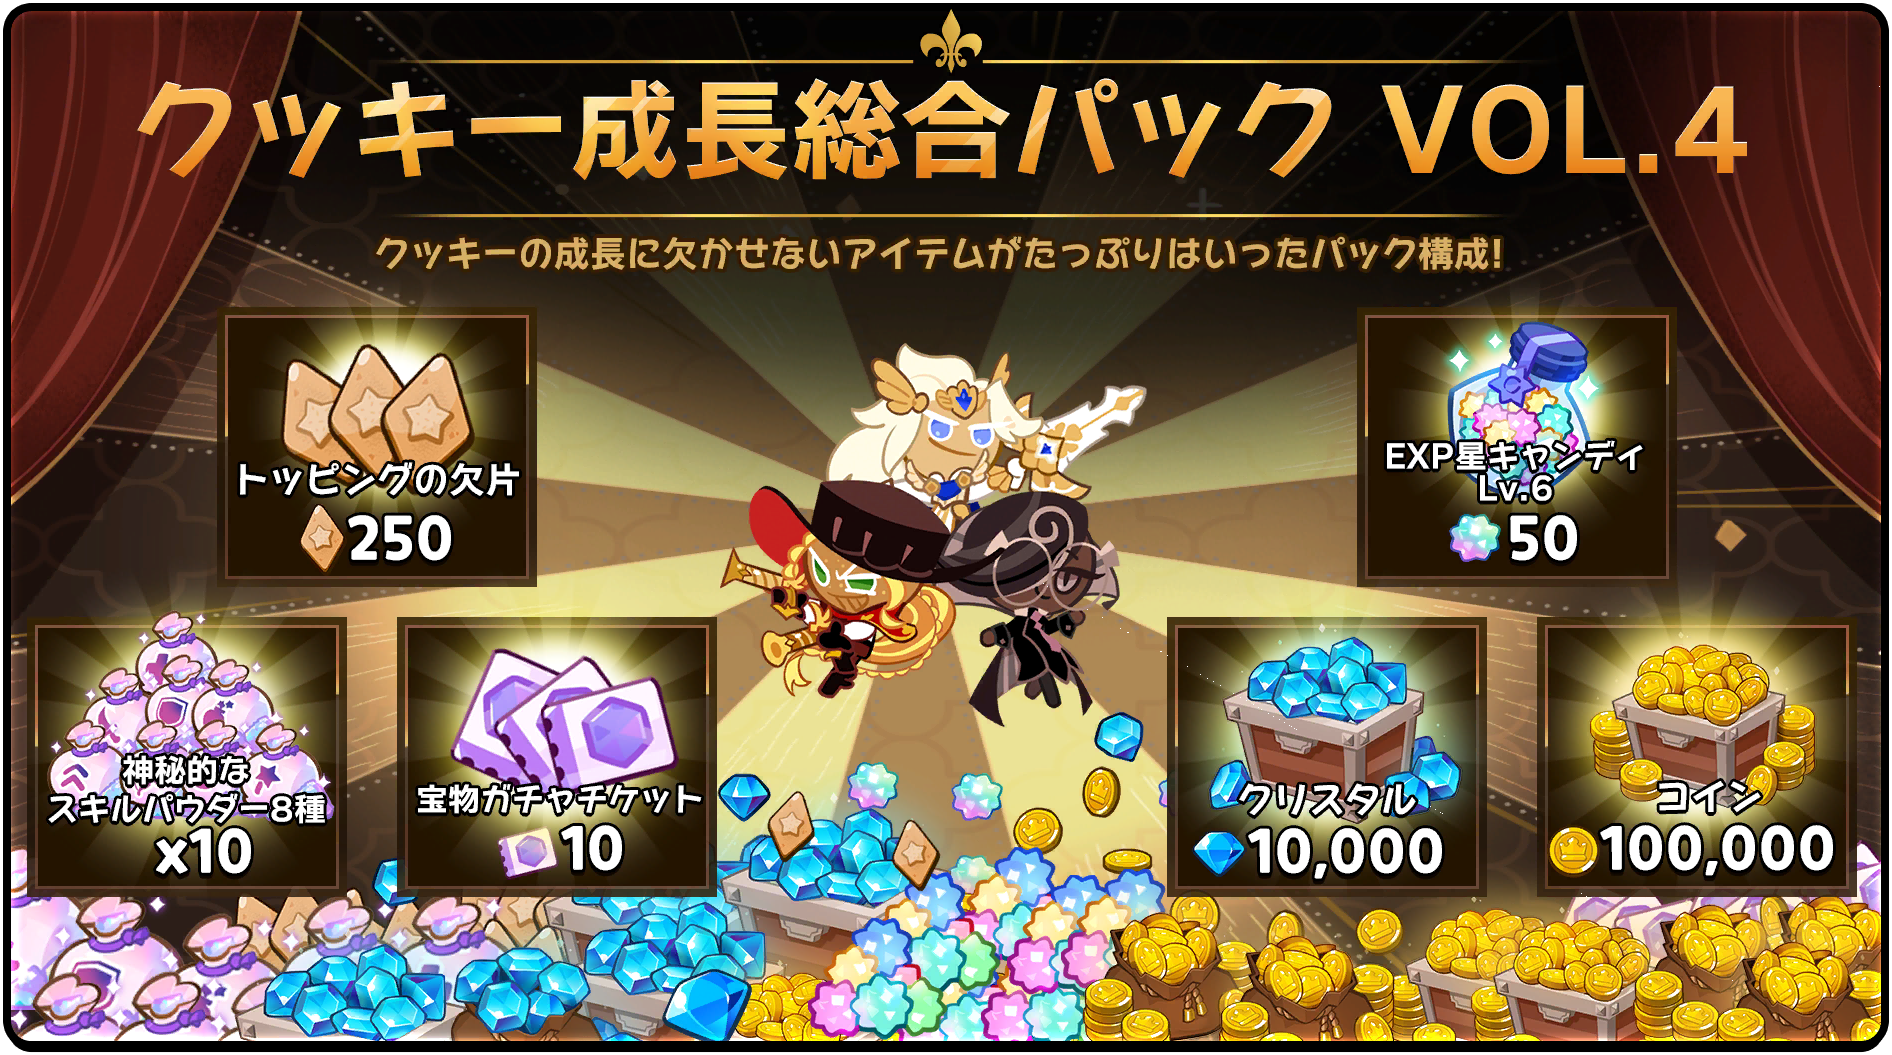 クッキー成長総合パック VOL.4
クッキーの成長に欠かせないアイテムがたっぷりはいったパック構成!
トッピングの欠片
250
EXP星キャンディ
Lv.6
50
神秘的な
スキルパウダー8種
x10
宝物ガチャチケット
10
クリスタル
10,000
コイン
100,000